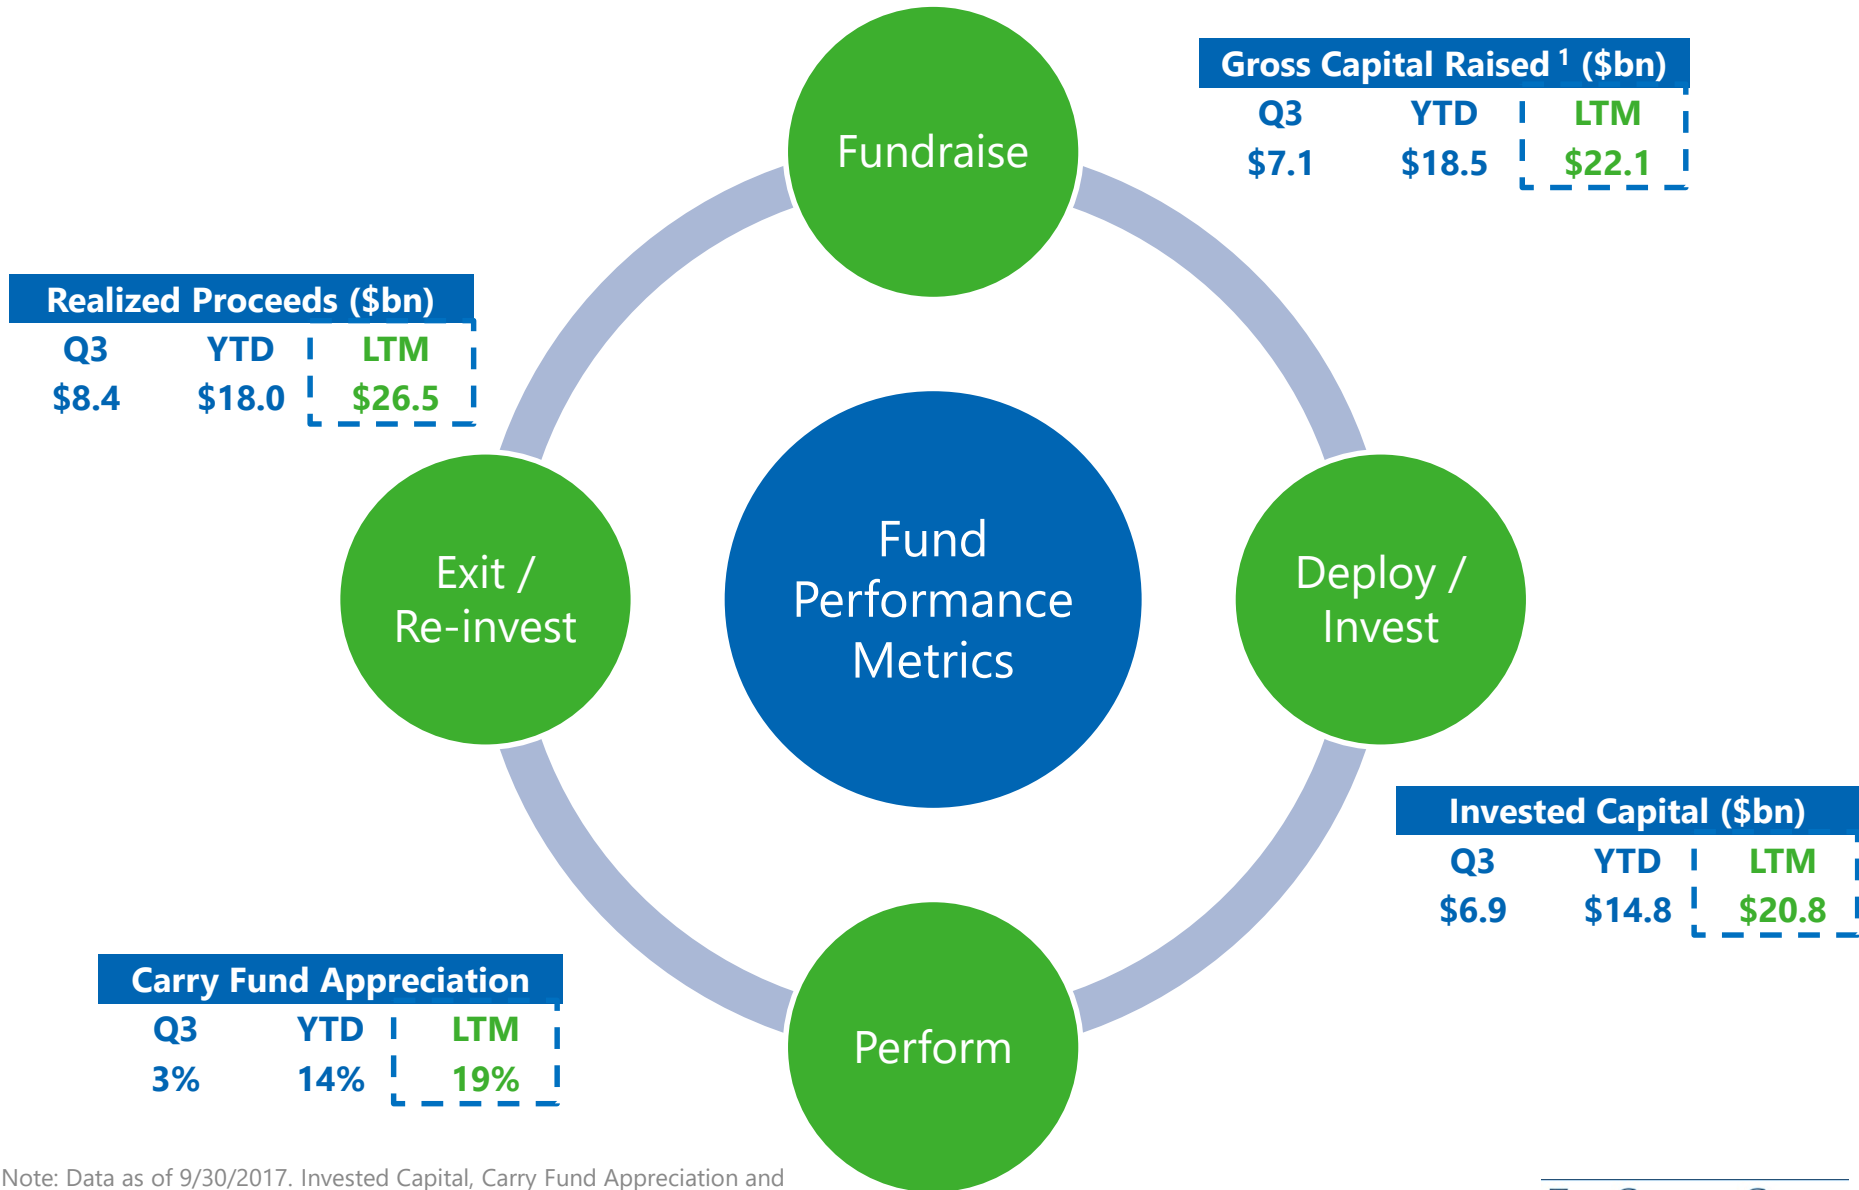 Fundraise
Gross Capital Raised 1 ($bn)
Q3 YTD LTM
$7.1 $18.5 $22.1
Realized Proceeds ($bn)
Q3 YTD LTM
$8.4 $18.0 $26.5
Exit /
Re-invest
Fund
Performance
Metrics
Deploy /
Invest
Invested Capital ($bn)
Q3 YTD LTM
$6.9 $14.8 $20.8
Carry Fund Appreciation
Q3 YTD LTM
3% 14% 19%
Perform
Note: Data as of 9/30/2017. Invested Capital, Carry Fund Appreciation and